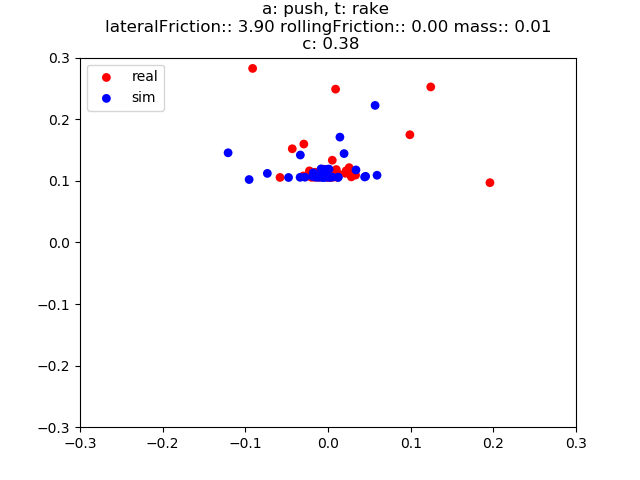 a: push, t: rake
lateralFriction:: 3.90 rollingFriction:: 0.00 mass:: 0.01
c: 0.38
real
sim
0.3
0.2
0.1
0.0
−0.1
−0.2
−0.3
−0.3 −0.2 −0.1 0.0 0.1 0.2 0.3